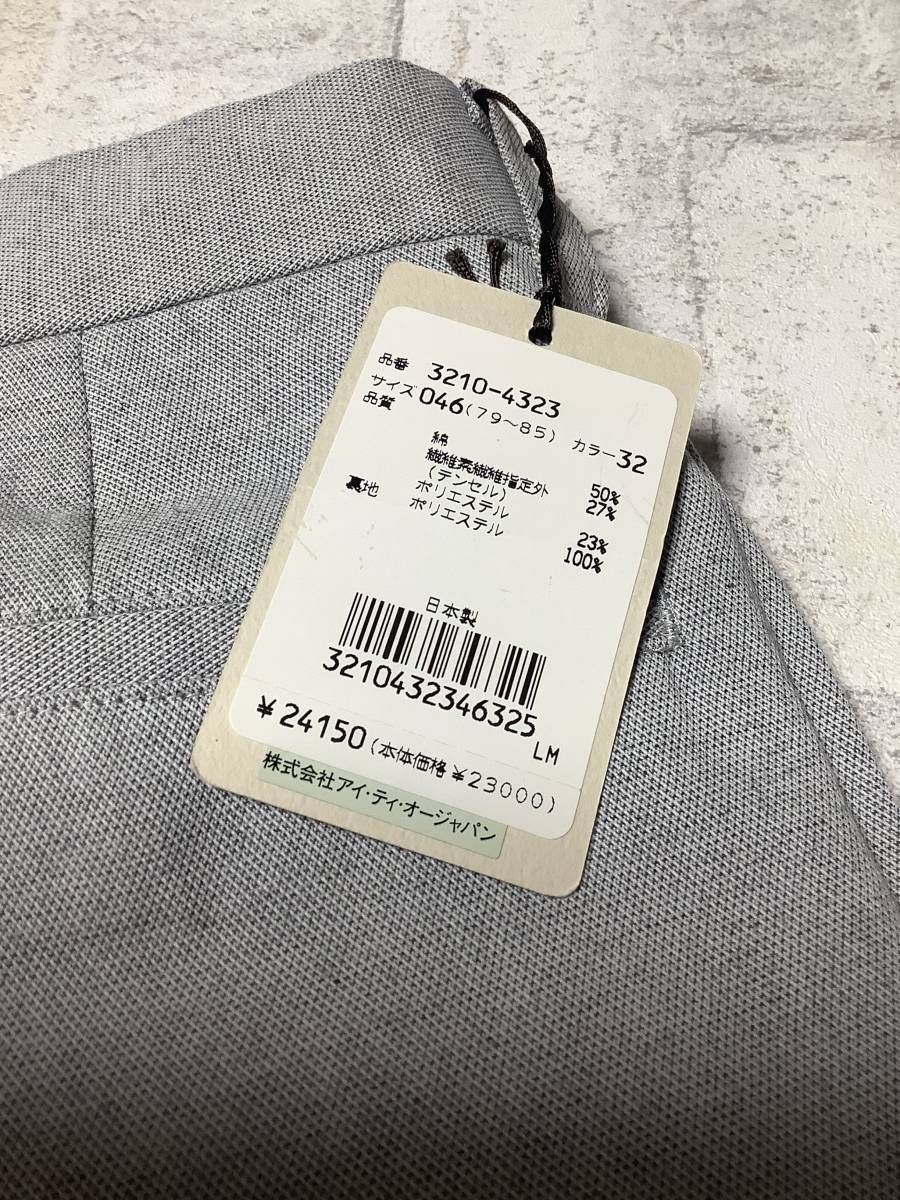 品番 3210-4323
サイズ 046(79〜85) カラー32
品質
綿 50%
繊維素繊維指定外 27%
(テンセル)
ポリエステル 23%
裏地 ポリエステル 100%
日本製
3210432346325
LM
¥24150(本体価格¥23000)
株式会社アイ・ティ・オージャパン